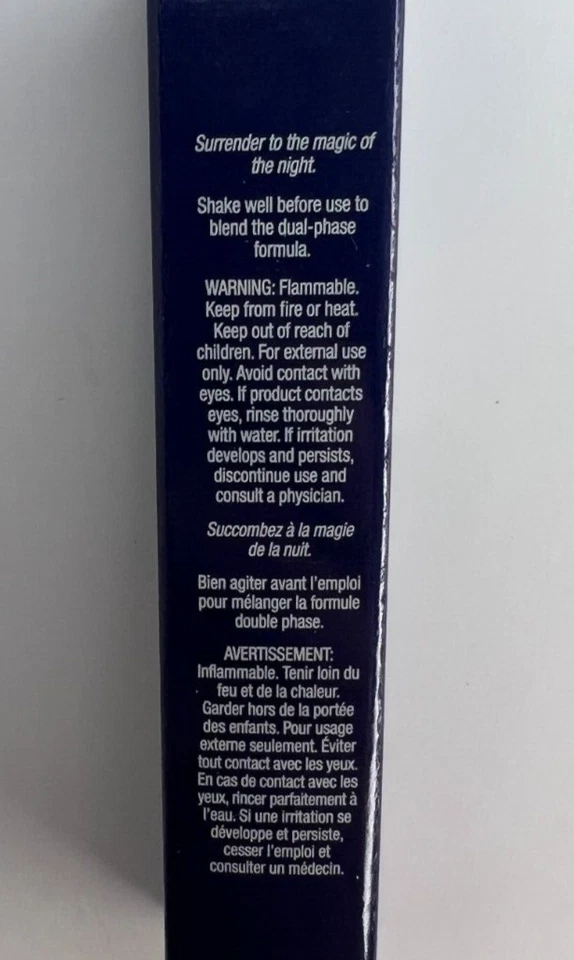 Surrender to the magic of
the night.
Shake well before use to
blend the dual-phase
formula.
WARNING: Flammable.
Keep from fire or heat.
Keep out of reach of
children. For external use
only. Avoid contact with
eyes. If product contacts
eyes, rinse thoroughly
with water. If irritation
develops and persists,
discontinue use and
consult a physician.
Succombez à la magie
de la nuit.
Bien agiter avant l'emploi
pour mélanger la formule
double phase.
AVERTISSEMENT:
Inflammable. Tenir loin du
feu et de la chaleur.
Garder hors de la portée
des enfants. Pour usage
externe seulement. Éviter
tout contact avec les yeux.
En cas de contact avec les
yeux, rincer parfaitement à
l'eau. Si une irritation se
développe et persiste,
cesser l'emploi et
consulter un médecin.